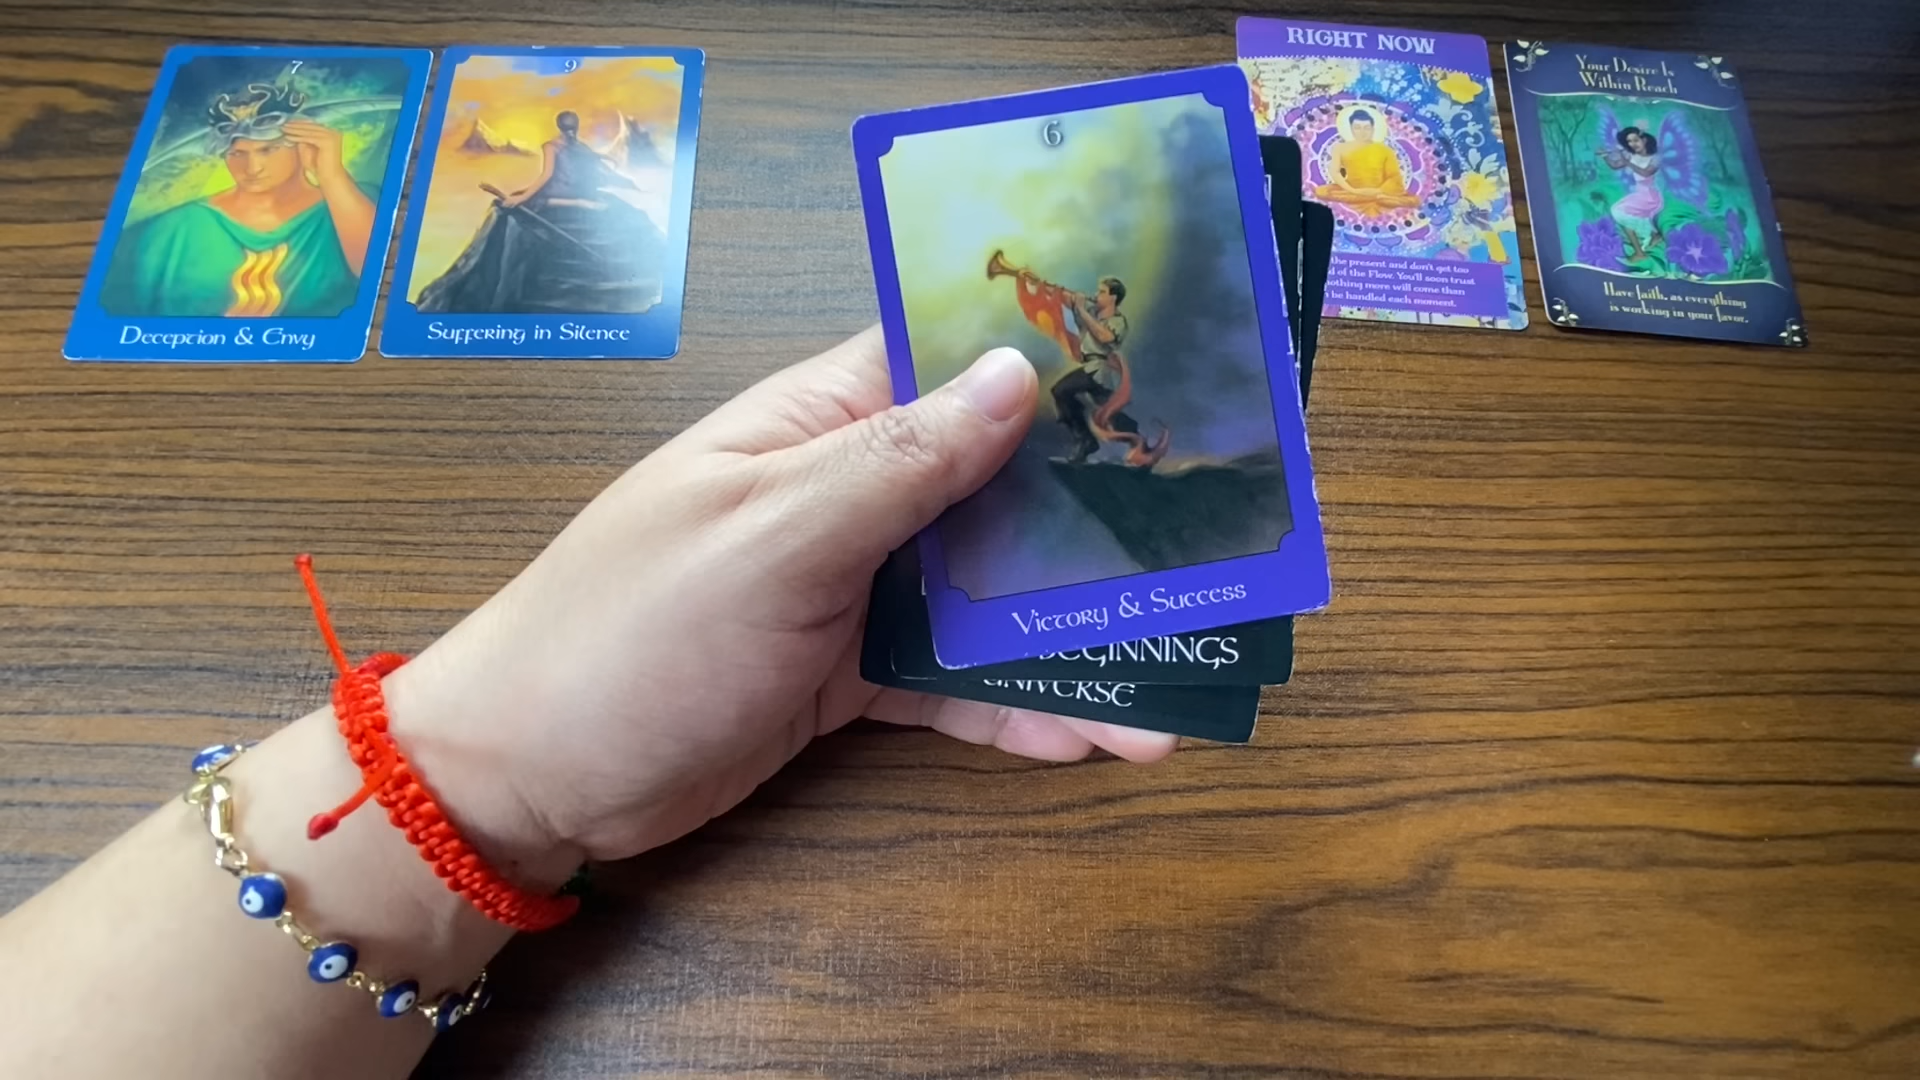 7
Deception & Envy
9
Suffering in Silence
6
Victory & Success
BEGINNINGS
UNIVERSE
RIGHT NOW
the present and don't get too
of the Flow. You'll soon trust
nothing more will come than
be handled each moment.
Your Desire Is
Within Reach
Have faith, as everything
is working in your favor.